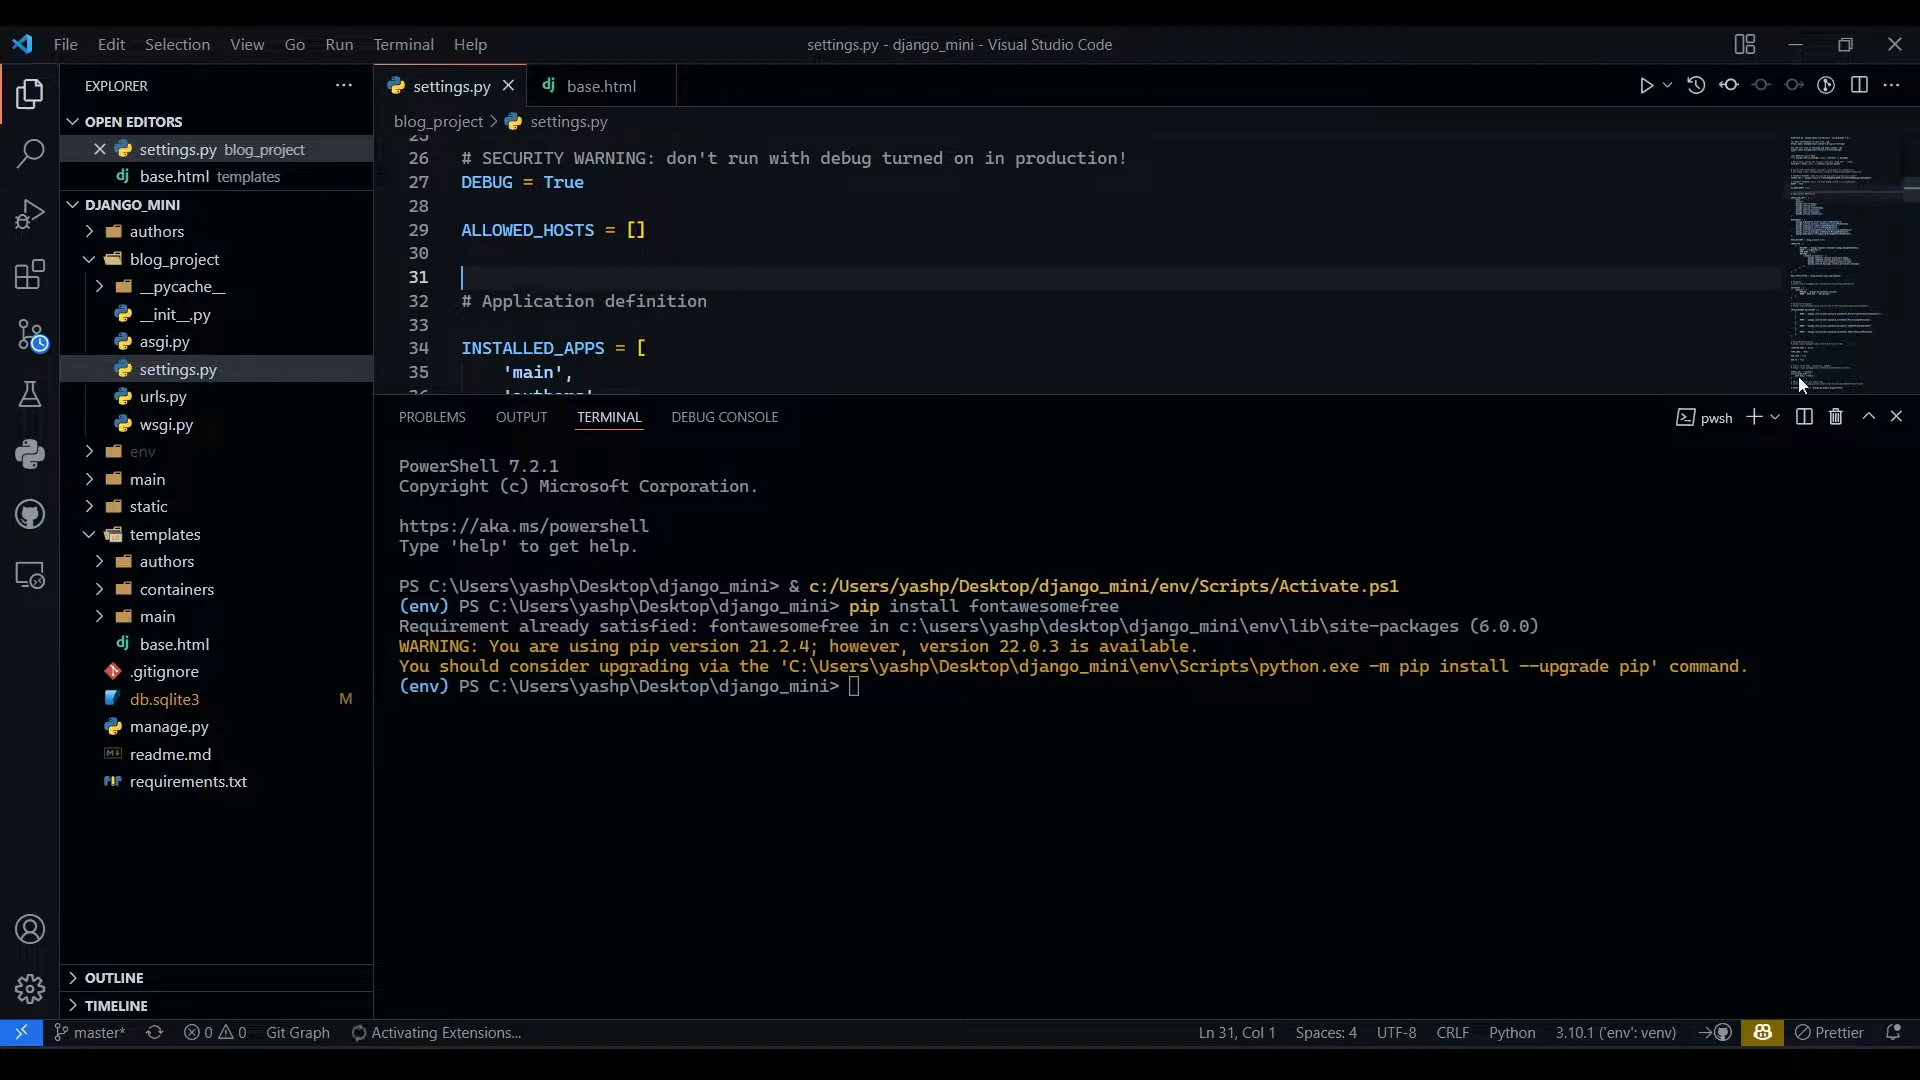 File Edit Selection View Go Run Terminal Help
settings.py - django_mini - Visual Studio Code
EXPLORER
OPEN EDITORS
settings.py blog_project
base.html templates
DJANGO_MINI
authors
blog_project
__pycache__
__init__.py
asgi.py
settings.py
urls.py
wsgi.py
env
main
static
templates
authors
containers
main
base.html
.gitignore
db.sqlite3 M
manage.py
readme.md
requirements.txt
OUTLINE
TIMELINE
settings.py base.html
blog_project > settings.py
25
26 # SECURITY WARNING: don't run with debug turned on in production!
27 DEBUG = True
28
29 ALLOWED_HOSTS = []
30
31
32 # Application definition
33
34 INSTALLED_APPS = [
35 'main',
PROBLEMS OUTPUT TERMINAL DEBUG CONSOLE
pwsh
PowerShell 7.2.1
Copyright (c) Microsoft Corporation.
https://aka.ms/powershell
Type 'help' to get help.
PS C:\Users\yashp\Desktop\django_mini> & c:/Users/yashp/Desktop/django_mini/env/Scripts/Activate.ps1
(env) PS C:\Users\yashp\Desktop\django_mini> pip install fontawesomefree
Requirement already satisfied: fontawesomefree in c:\users\yashp\desktop\django_mini\env\lib\site-packages (6.0.0)
WARNING: You are using pip version 21.2.4; however, version 22.0.3 is available.
You should consider upgrading via the 'C:\Users\yashp\Desktop\django_mini\env\Scripts\python.exe -m pip install --upgrade pip' command.
(env) PS C:\Users\yashp\Desktop\django_mini>
master* 0 0 Git Graph Activating Extensions... Ln 31, Col 1 Spaces: 4 UTF-8 CRLF Python 3.10.1 ('env': venv) Prettier